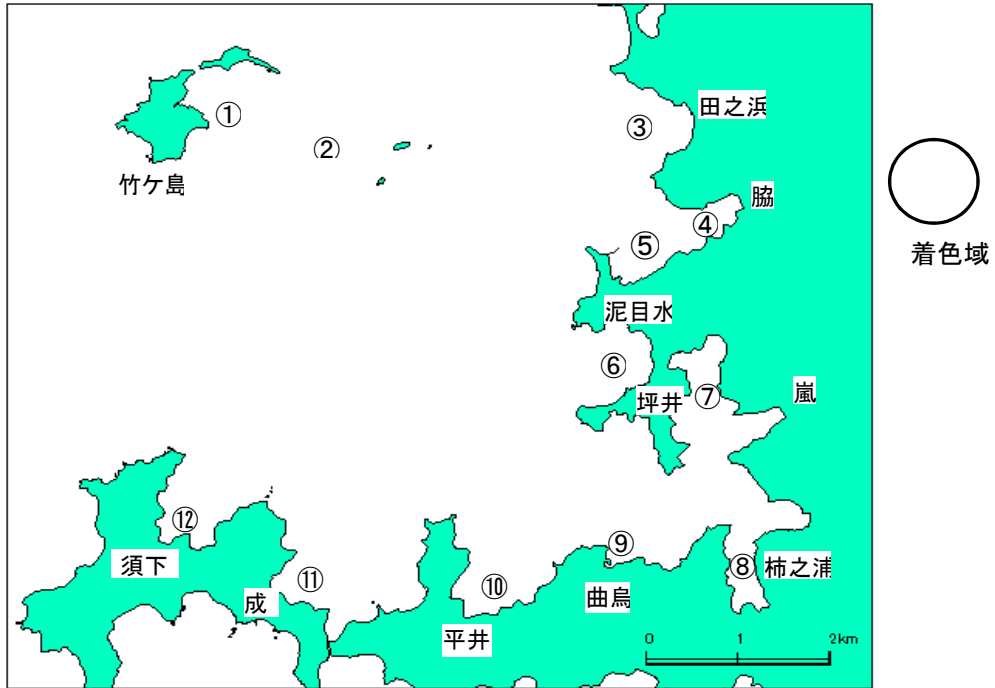 田之浜
①
③
②
竹ケ島
脇
④
⑤
着色域
泥目水
⑥
嵐
坪井
⑦
⑫
⑨
須下
⑧
柿之浦
⑪
⑩
成
曲烏
平井
0 1 2km